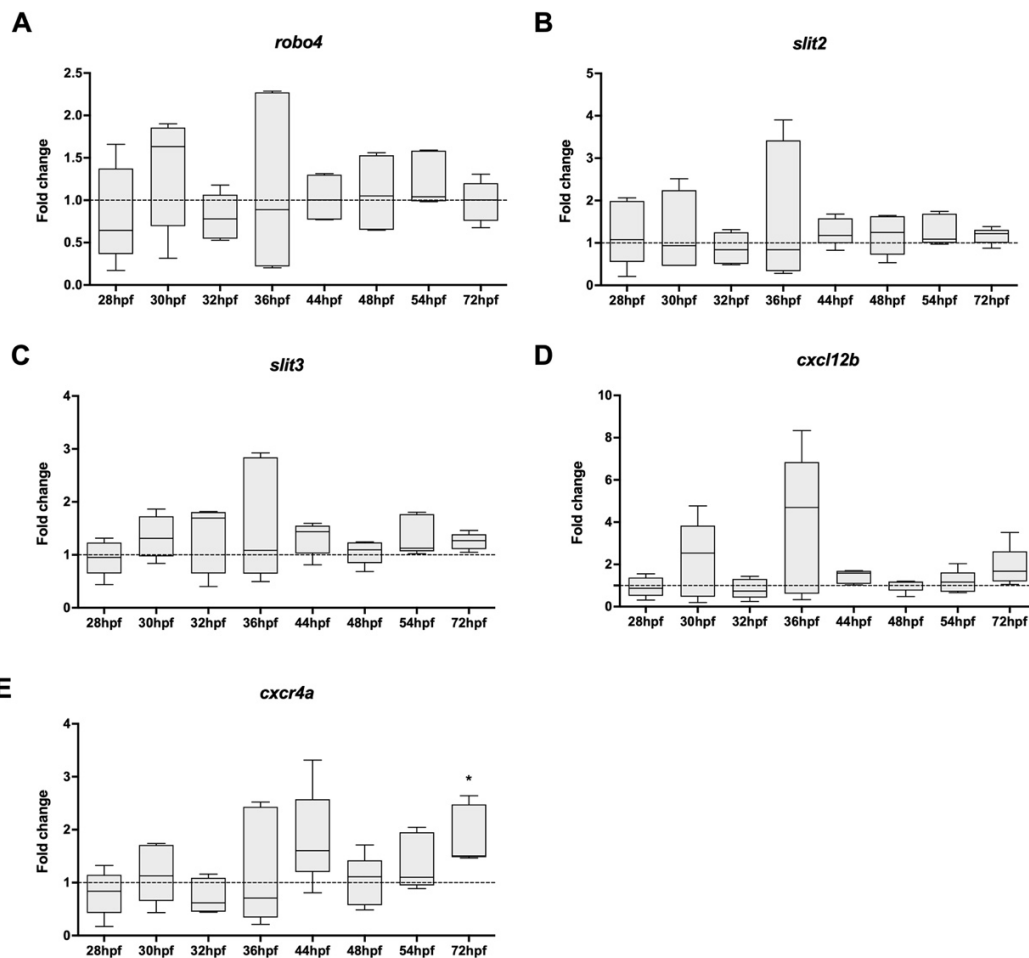 A
robo4
Fold change
2.5
2.0
1.5
1.0
0.5
0.0
28hpf 30hpf 32hpf 36hpf 44hpf 48hpf 54hpf 72hpf
B
slit2
Fold change
5
4
3
2
1
0
28hpf 30hpf 32hpf 36hpf 44hpf 48hpf 54hpf 72hpf
C
slit3
Fold change
4
3
2
1
0
28hpf 30hpf 32hpf 36hpf 44hpf 48hpf 54hpf 72hpf
D
cxcl12b
Fold change
10
8
6
4
2
0
28hpf 30hpf 32hpf 36hpf 44hpf 48hpf 54hpf 72hpf
E
cxcr4a
Fold change
4
3
2
1
0
*
28hpf 30hpf 32hpf 36hpf 44hpf 48hpf 54hpf 72hpf